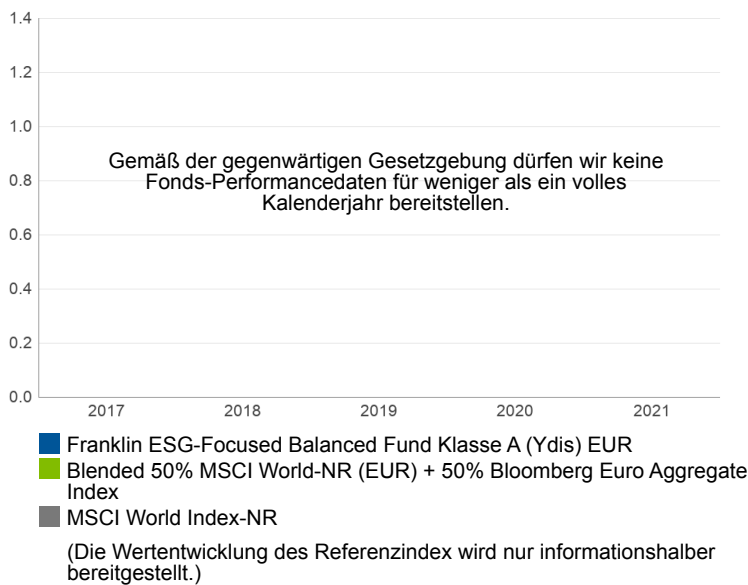 1.4
1.2
1.0
Gemäß der gegenwärtigen Gesetzgebung dürfen wir keine
0.8
Fonds-Performancedaten für weniger als ein volles
Kalenderjahr bereitstellen.
0.6
0.4
0.2
0.0
2017 2018 2019 2020 2021
Franklin ESG-Focused Balanced Fund Klasse A (Ydis) EUR
Blended 50% MSCI World-NR (EUR) + 50% Bloomberg Euro Aggregate
Index
MSCI World Index-NR
(Die Wertentwicklung des Referenzindex wird nur informationshalber
bereitgestellt.)